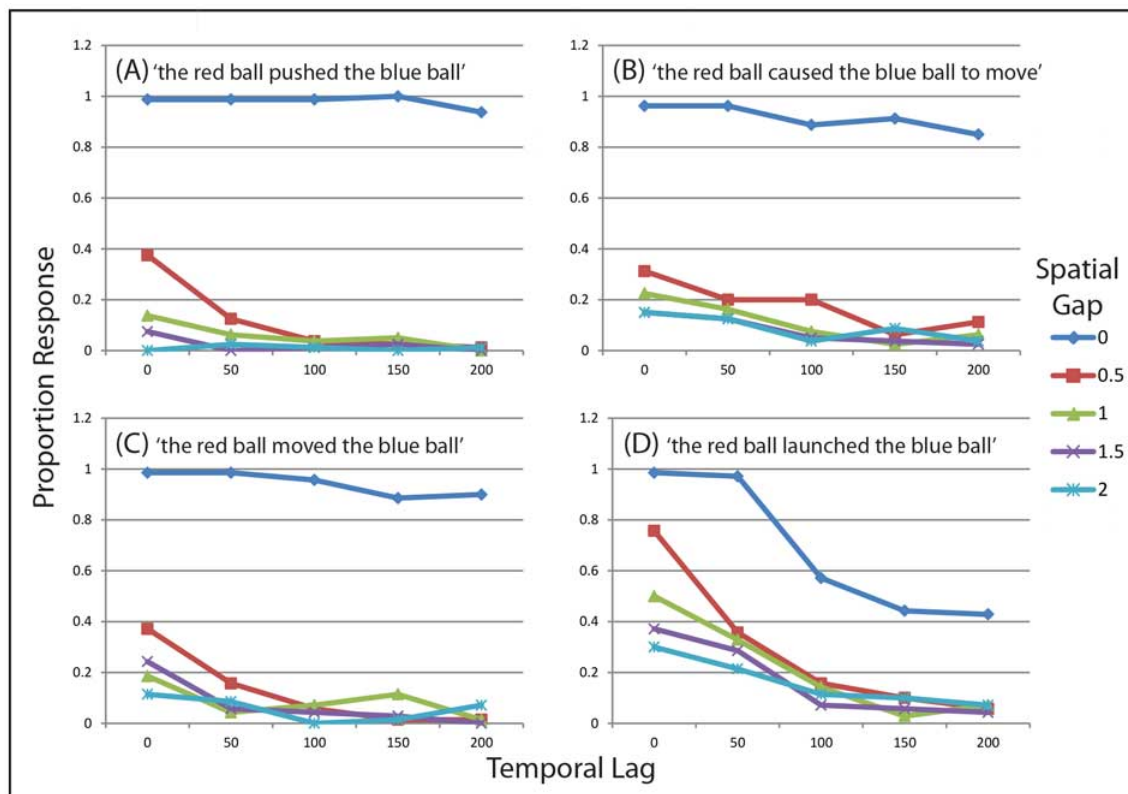 (A) 'the red ball pushed the blue ball'
1.2
1
0.8
0.6
0.4
0.2
0
0 50 100 150 200
(B) 'the red ball caused the blue ball to move'
1.2
1
0.8
0.6
0.4
0.2
0
0 50 100 150 200
(C) 'the red ball moved the blue ball'
1.2
1
0.8
0.6
0.4
0.2
0
0 50 100 150 200
(D) 'the red ball launched the blue ball'
1.2
1
0.8
0.6
0.4
0.2
0
0 50 100 150 200
Proportion Response
Temporal Lag
Spatial
Gap
0
0.5
1
1.5
2